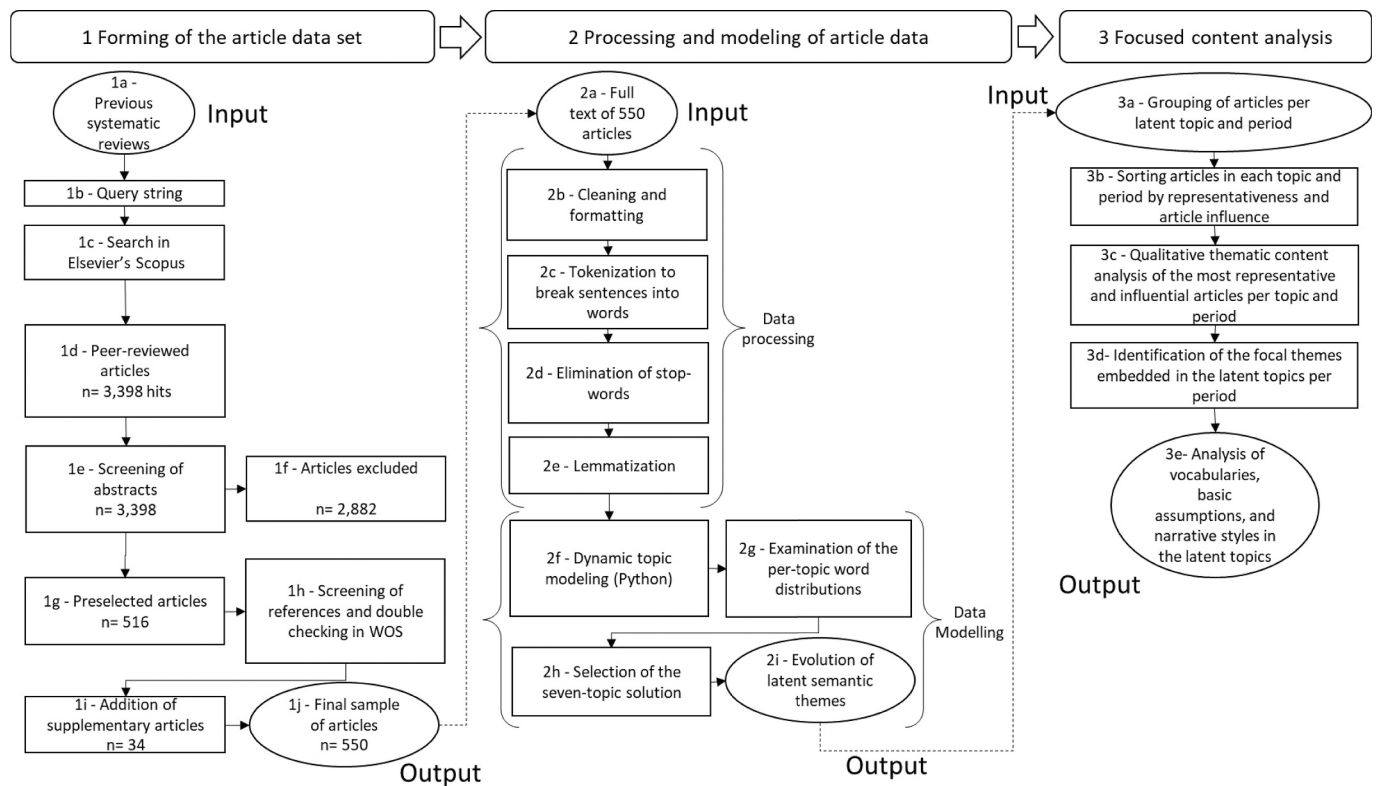 1 Forming of the article data set
1a -
Previous
systematic
reviews
Input
1b - Query string
1c - Search in
Elsevier's Scopus
1d - Peer-reviewed
articles
n= 3,398 hits
1e - Screening of
abstracts
n= 3,398
1f - Articles excluded
n= 2,882
1g - Preselected articles
n= 516
1h - Screening of
references and double
checking in WOS
1i - Addition of
supplementary articles
n= 34
1j - Final sample
of articles
n= 550
Output
2 Processing and modeling of article data
2a - Full
text of 550
articles
Input
2b - Cleaning and
formatting
2c - Tokenization to
break sentences into
words
2d - Elimination of stop-
words
2e - Lemmatization
Data
processing
2f - Dynamic topic
modeling (Python)
2g - Examination of the
per-topic word
distributions
2h - Selection of the
seven-topic solution
2i - Evolution of
latent semantic
themes
Data
Modelling
Output
3 Focused content analysis
Input
3a - Grouping of articles per
latent topic and period
3b - Sorting articles in each topic and
period by representativeness and
article influence
3c - Qualitative thematic content
analysis of the most representative
and influential articles per topic and
period
3d- Identification of the focal themes
embedded in the latent topics per
period
3e- Analysis of
vocabularies,
basic
assumptions, and
narrative styles in
the latent topics
Output